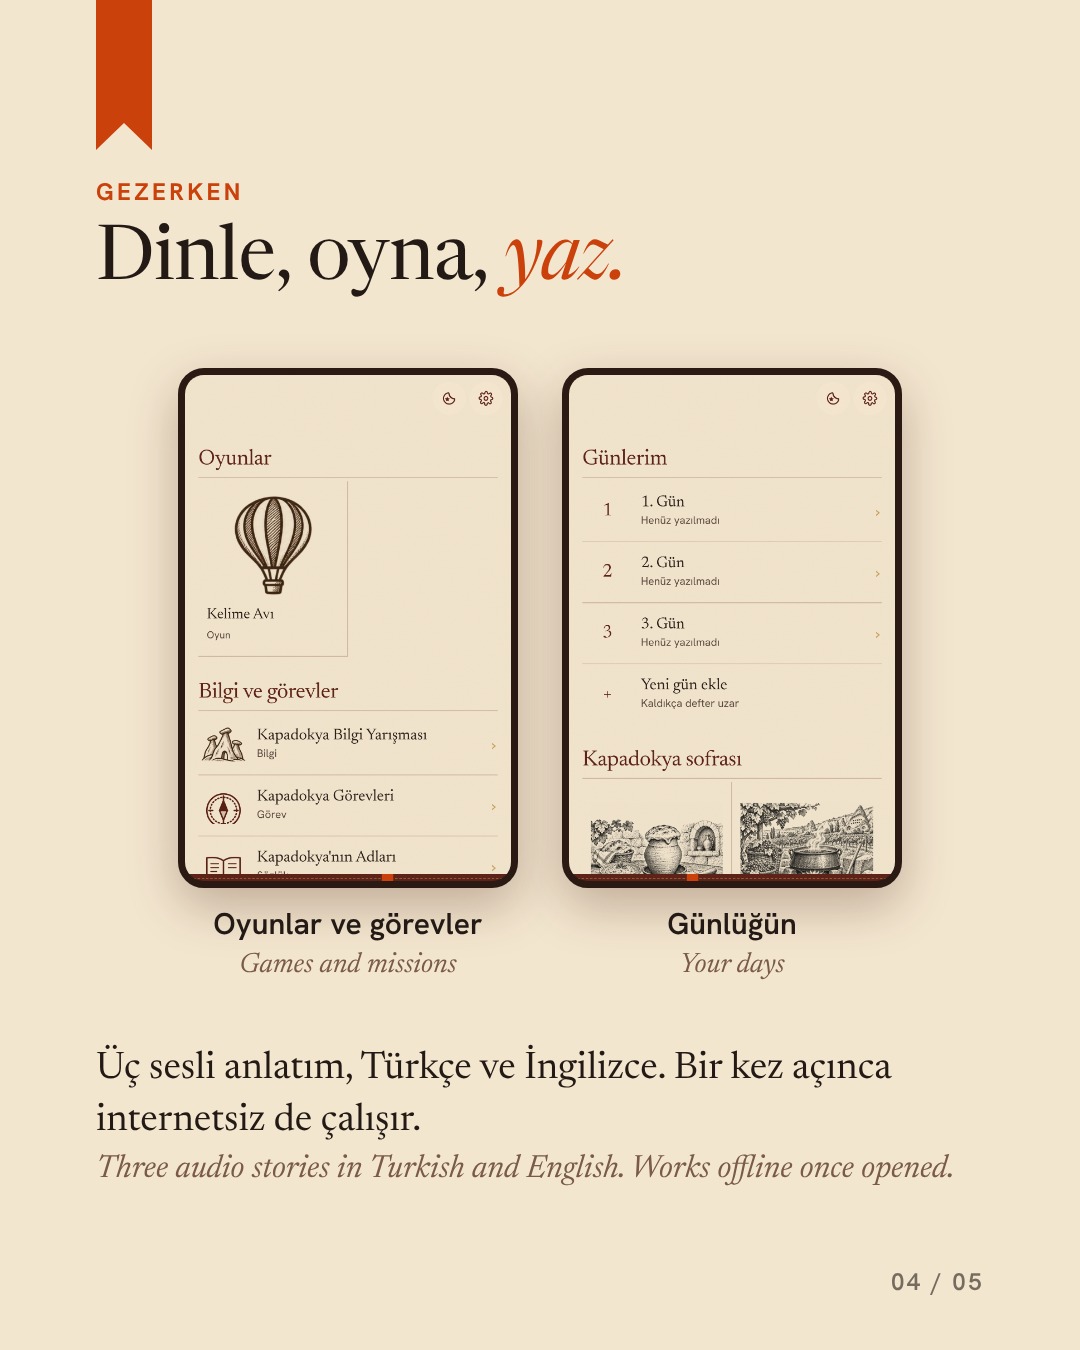 GEZERKEN
Dinle, oyna, yaz.
Oyunlar
Kelime Avı
Oyun
Bilgi ve görevler
Kapadokya Bilgi Yarışması
Bilgi
Kapadokya Görevleri
Görev
Kapadokya'nın Adları
Günlerim
1
1. Gün
Henüz yazılmadı
2
2. Gün
Henüz yazılmadı
3
3. Gün
Henüz yazılmadı
+
Yeni gün ekle
Kaldıkça defter uzar
Kapadokya sofrası
Oyunlar ve görevler
Games and missions
Günlüğün
Your days
Üç sesli anlatım, Türkçe ve İngilizce. Bir kez açınca
internetsiz de çalışır.
Three audio stories in Turkish and English. Works offline once opened.
04 / 05